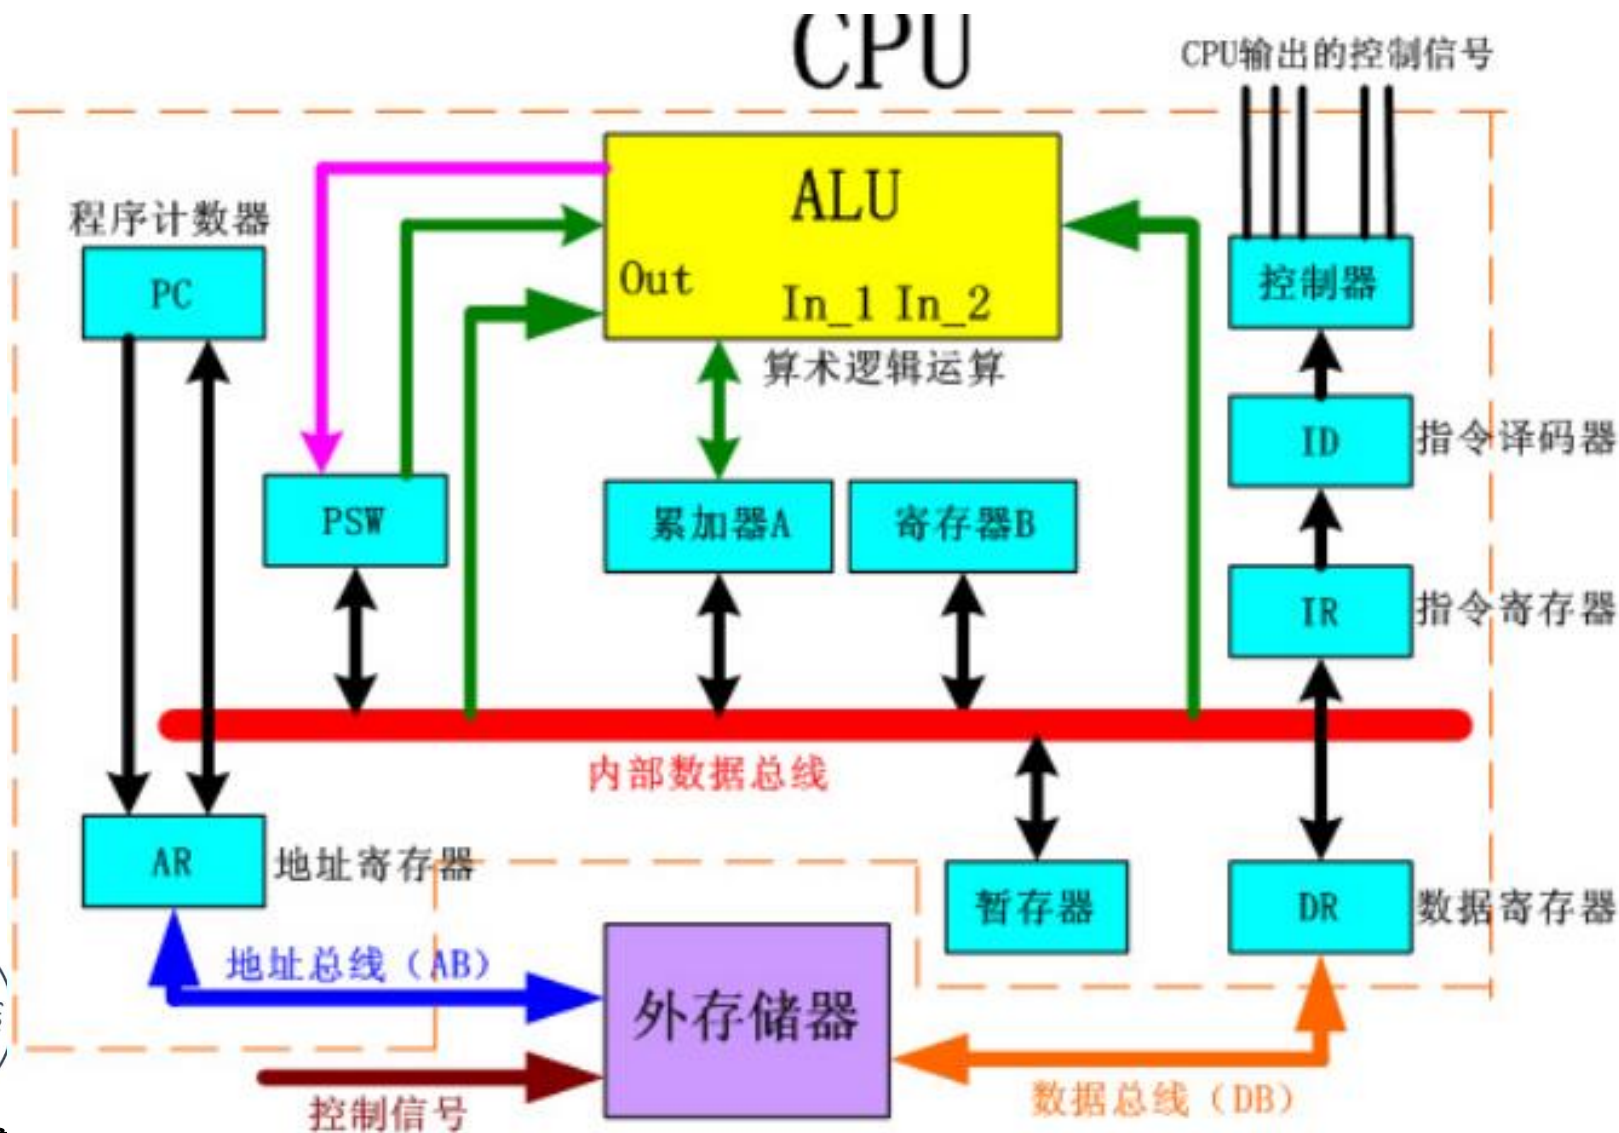 CPU
CPU输出的控制信号
ALU
程序计数器
PC
Out
In_1 In_2
控制器
算术逻辑运算
ID
指令译码器
PSW
累加器A
寄存器B
IR
指令寄存器
内部数据总线
AR
地址寄存器
暂存器
DR
数据寄存器
地址总线（AB）
外存储器
控制信号
数据总线（DB）